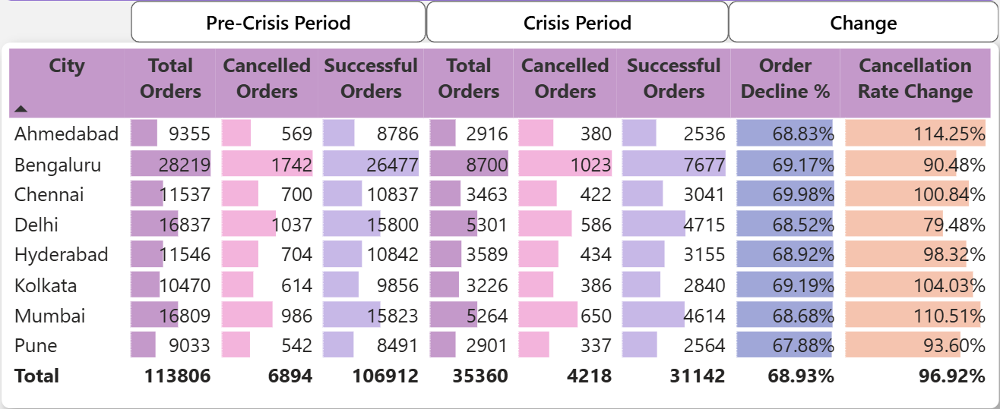 Pre-Crisis Period Crisis Period Change
City Total Orders Cancelled Orders Successful Orders Total Orders Cancelled Orders Successful Orders Order Decline % Cancellation Rate Change
Ahmedabad 9355 569 8786 2916 380 2536 68.83% 114.25%
Bengaluru 28219 1742 26477 8700 1023 7677 69.17% 90.48%
Chennai 11537 700 10837 3463 422 3041 69.98% 100.84%
Delhi 16837 1037 15800 5301 586 4715 68.52% 79.48%
Hyderabad 11546 704 10842 3589 434 3155 68.92% 98.32%
Kolkata 10470 614 9856 3226 386 2840 69.19% 104.03%
Mumbai 16809 986 15823 5264 650 4614 68.68% 110.51%
Pune 9033 542 8491 2901 337 2564 67.88% 93.60%
Total 113806 6894 106912 35360 4218 31142 68.93% 96.92%